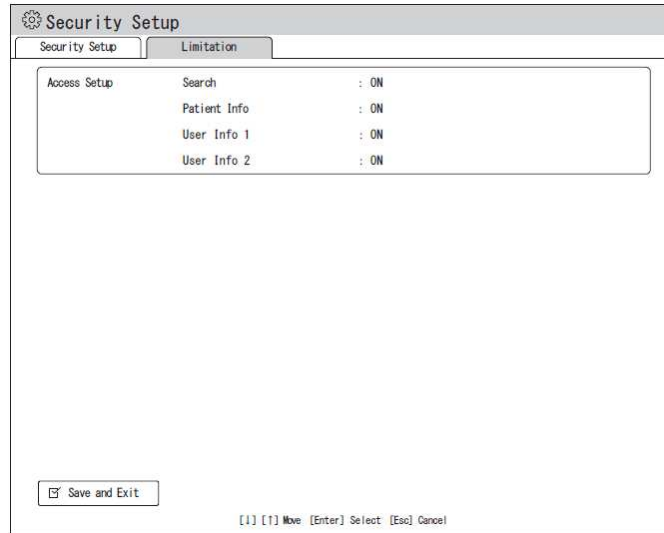 Security Setup
Security Setup Limitation
Access Setup Search : ON
Patient Info : ON
User Info 1 : ON
User Info 2 : ON
Save and Exit
[↓] [↑] Move [Enter] Select [Esc] Cancel